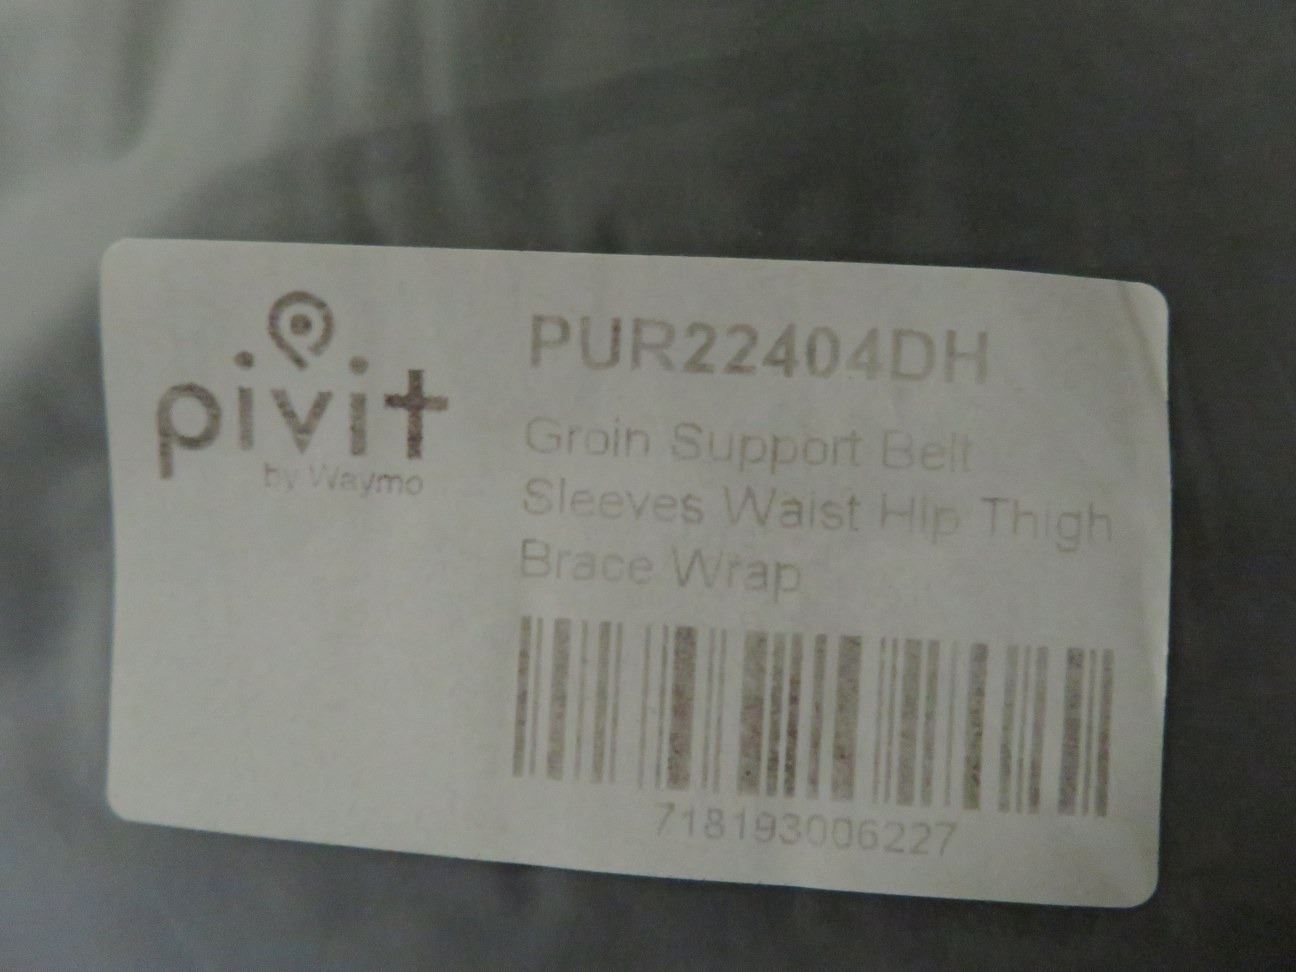 pivit
by Waymo
PUR22404DH
Groin Support Belt
Sleeves Waist Hip Thigh
Brace Wrap
718193006227